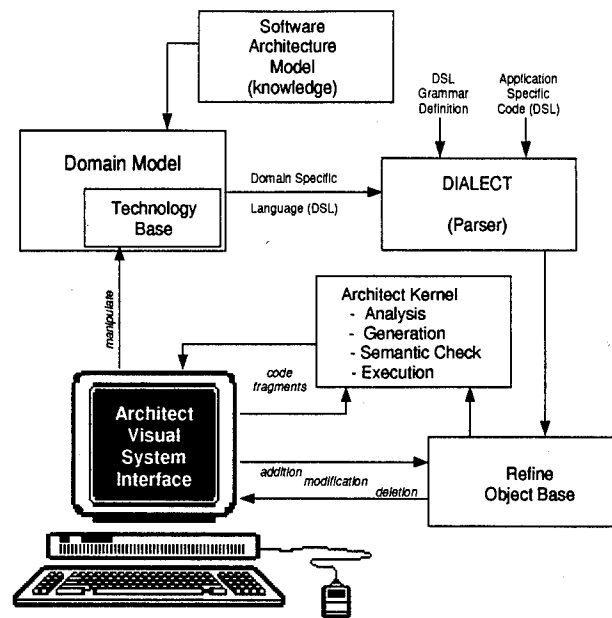 Software
Architecture
Model
(knowledge)
DSL
Grammar
Definition
Application
Specific
Code (DSL)
Domain Model
Technology
Base
Domain Specific
Language (DSL)
DIALECT
(Parser)
manipulate
Architect Kernel
- Analysis
- Generation
- Semantic Check
- Execution
code
fragments
Architect
Visual
System
Interface
addition
modification
deletion
Refine
Object Base